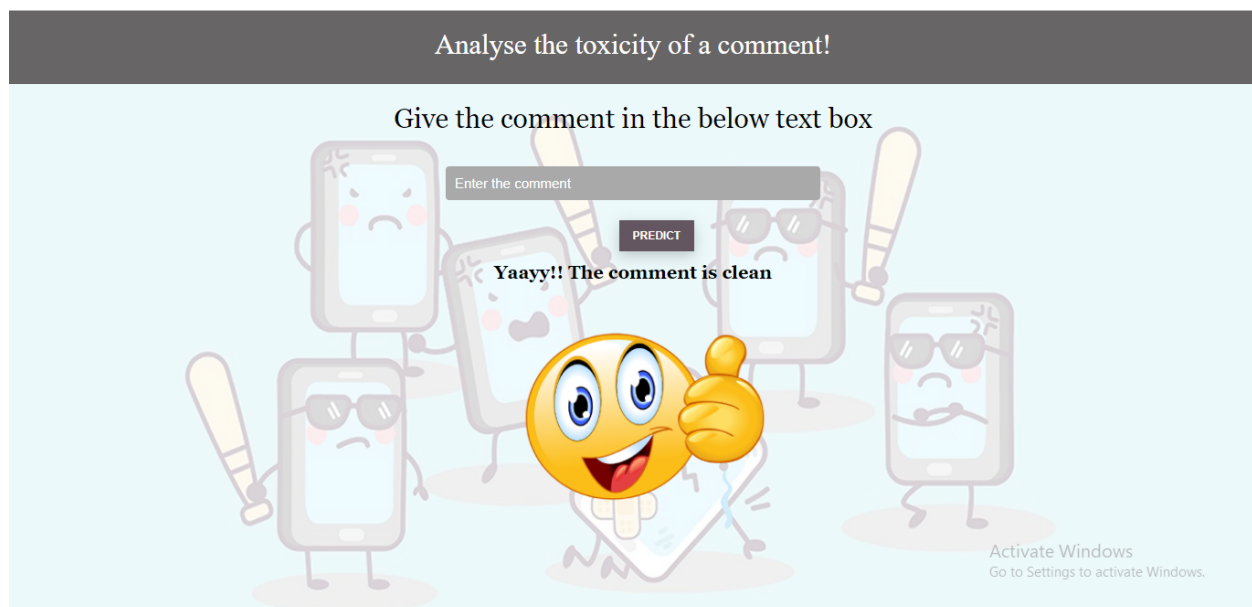 Analyse the toxicity of a comment!
Give the comment in the below text box
Enter the comment
PREDICT
Yaayy!! The comment is clean
Activate Windows
Go to Settings to activate Windows.